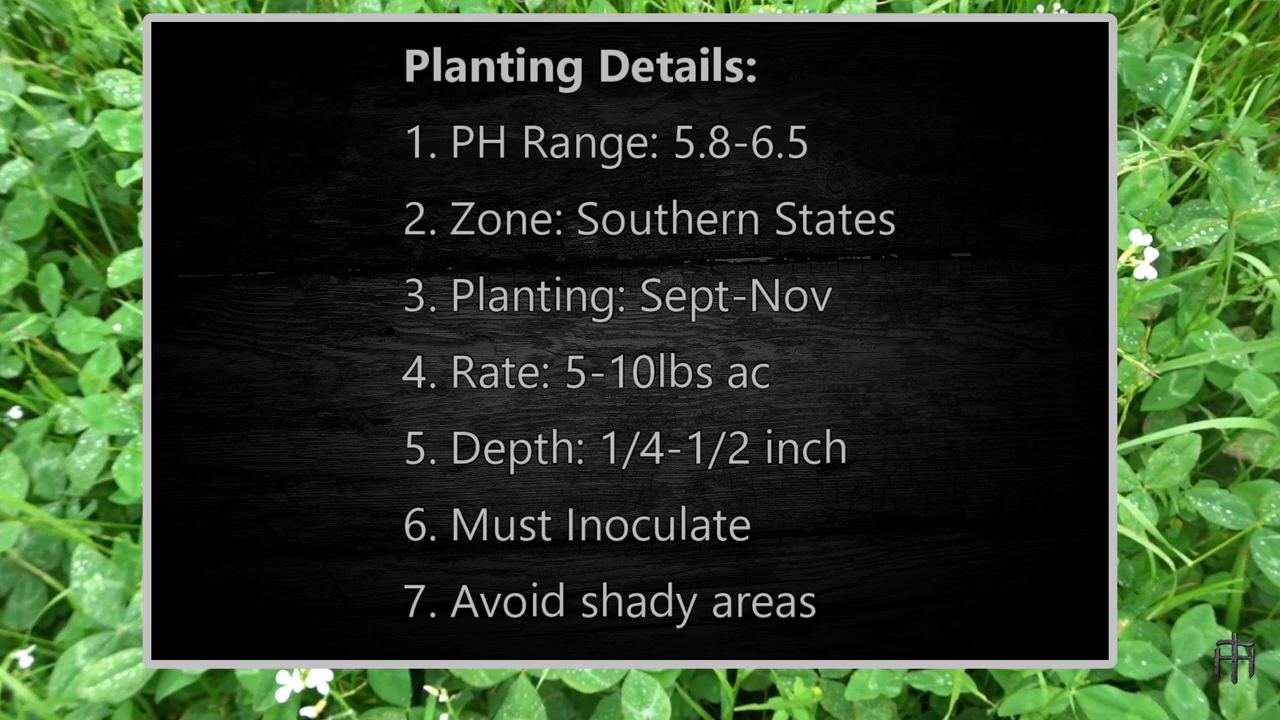 Planting Details:
1. PH Range: 5.8-6.5
2. Zone: Southern States
3. Planting: Sept-Nov
4. Rate: 5-10lbs ac
5. Depth: 1/4-1/2 inch
6. Must Inoculate
7. Avoid shady areas